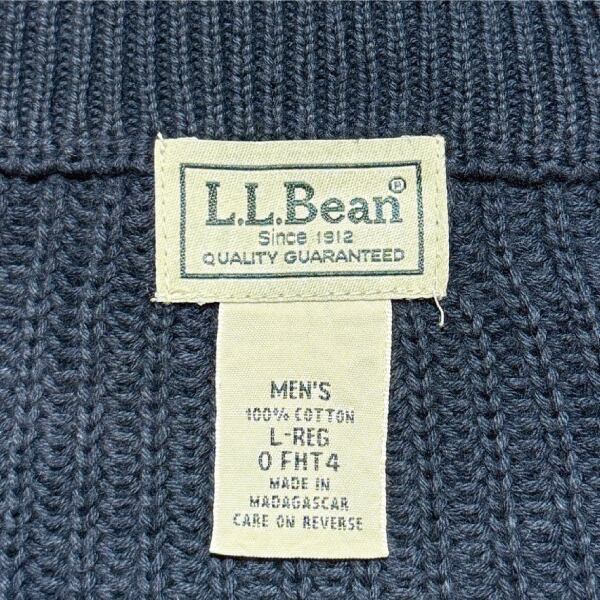 L.L.Bean®
Since 1912
QUALITY GUARANTEED
MEN'S
100% COTTON
L-REG
0 FHT4
MADE IN
MADAGASCAR
CARE ON REVERSE